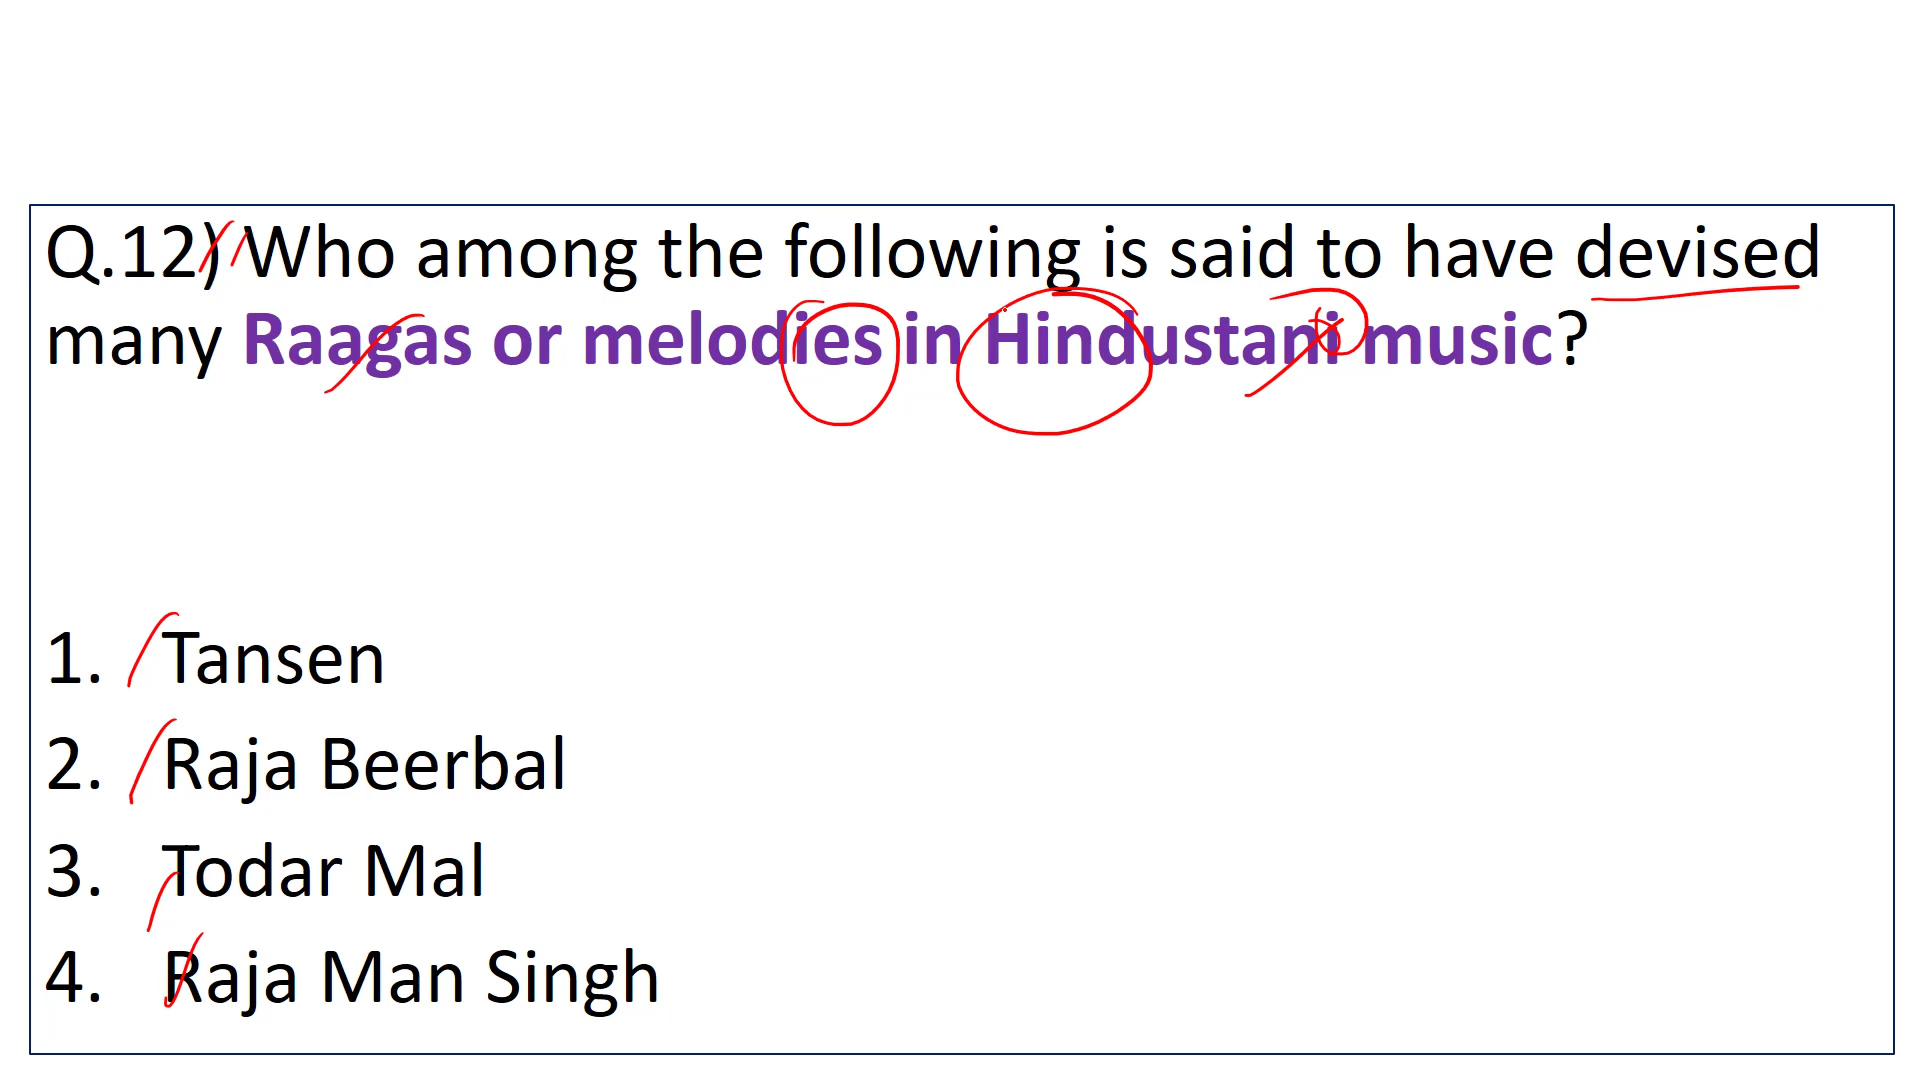 Q.12) Who among the following is said to have devised
many Raagas or melodies in Hindustani music?
1. Tansen
2. Raja Beerbal
3. Todar Mal
4. Raja Man Singh